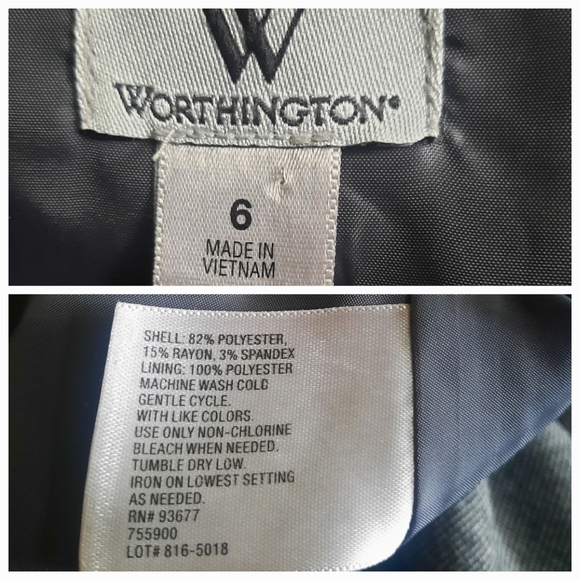 W
WORTHINGTON®
6
MADE IN
VIETNAM
SHELL: 82% POLYESTER,
15% RAYON, 3% SPANDEX
LINING: 100% POLYESTER
MACHINE WASH COLD
GENTLE CYCLE.
WITH LIKE COLORS.
USE ONLY NON-CHLORINE
BLEACH WHEN NEEDED.
TUMBLE DRY LOW.
IRON ON LOWEST SETTING
AS NEEDED.
RN# 93677
755900
LOT# 816-5018